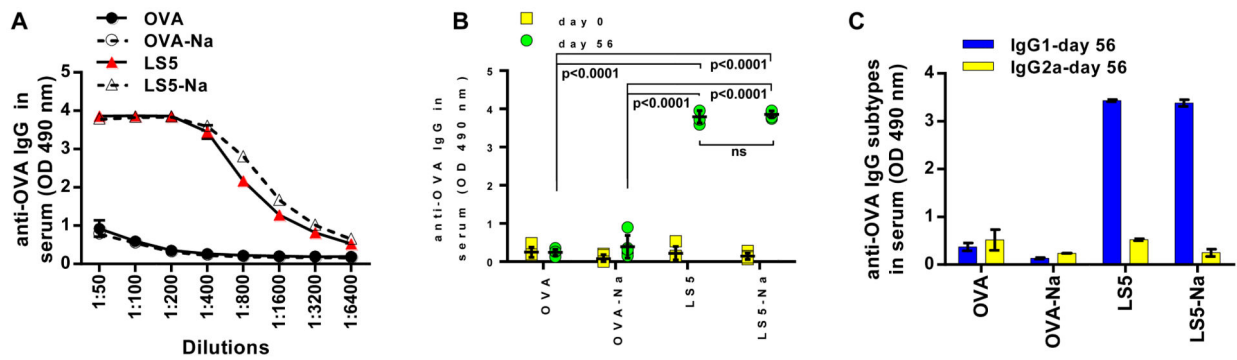 A
OVA
OVA-Na
LS5
LS5-Na
anti-OVA IgG in
serum (OD 490 nm)
5
4
3
2
1
0
1:50
1:100
1:200
1:400
1:800
1:1600
1:3200
1:6400
Dilutions
B
day 0
day 56
p<0.0001
p<0.0001
p<0.0001
p<0.0001
ns
anti-OVA IgG in
serum (OD 490 nm)
5
4
3
2
1
0
OVA
OVA-Na
LS5
LS5-Na
C
IgG1-day 56
IgG2a-day 56
anti-OVA IgG subtypes
in serum (OD 490 nm)
4
3
2
1
0
OVA
OVA-Na
LS5
LS5-Na